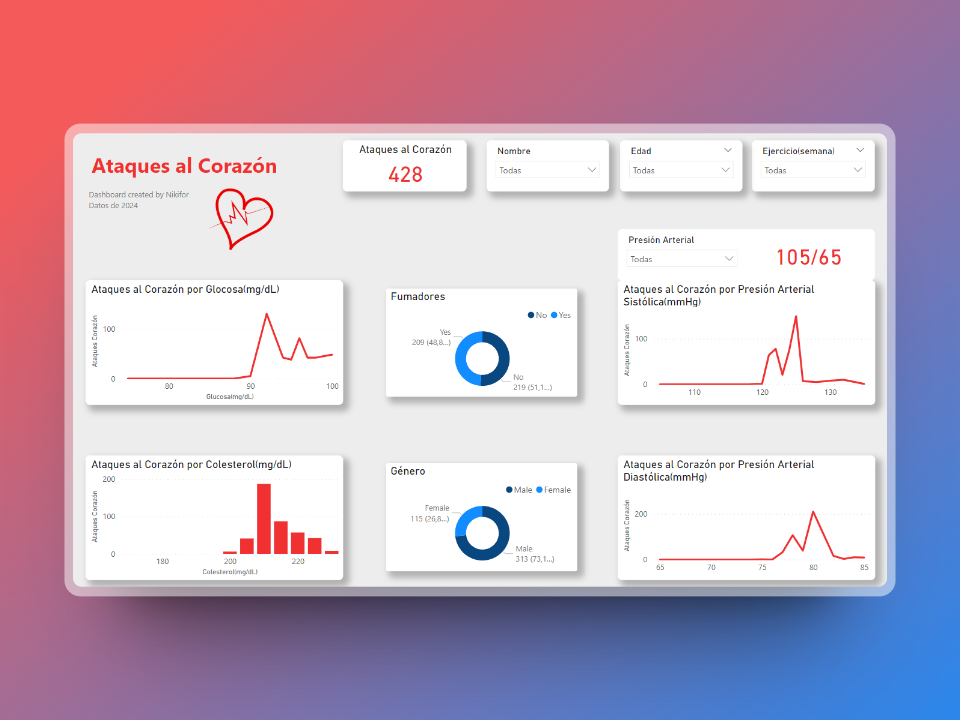 Ataques al Corazón
Dashboard created by Nikifor
Datos de 2024
Ataques al Corazón
428
Nombre
Todas
Edad
Todas
Ejercicio(semana)
Todas
Presión Arterial
Todas
105/65
Ataques al Corazón por Glocosa(mg/dL)
Ataques Corazón
100
0
80
90
100
Glucosa(mg/dL)
Fumadores
No
Yes
Yes
209 (48,8...)
No
219 (51,1...)
Ataques al Corazón por Presión Arterial
Sistólica(mmHg)
Ataques Corazón
100
0
110
120
130
Ataques al Corazón por Colesterol(mg/dL)
Ataques Corazón
200
100
0
180
200
220
Colesterol(mg/dL)
Género
Male
Female
Female
115 (26,8...)
Male
313 (73,1...)
Ataques al Corazón por Presión Arterial
Diastólica(mmHg)
Ataques Corazón
200
0
65
70
75
80
85